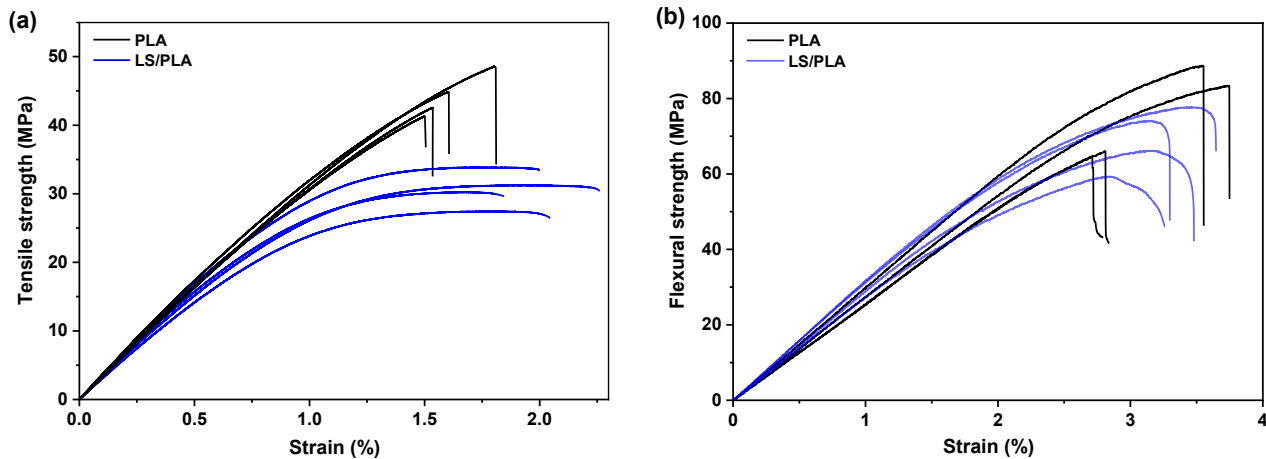 (a)
PLA
LS/PLA
Tensile strength (MPa)
50
40
30
20
10
0
0.0 0.5 1.0 1.5 2.0
Strain (%)
(b)
PLA
LS/PLA
Flexural strength (MPa)
100
80
60
40
20
0
0 1 2 3 4
Strain (%)